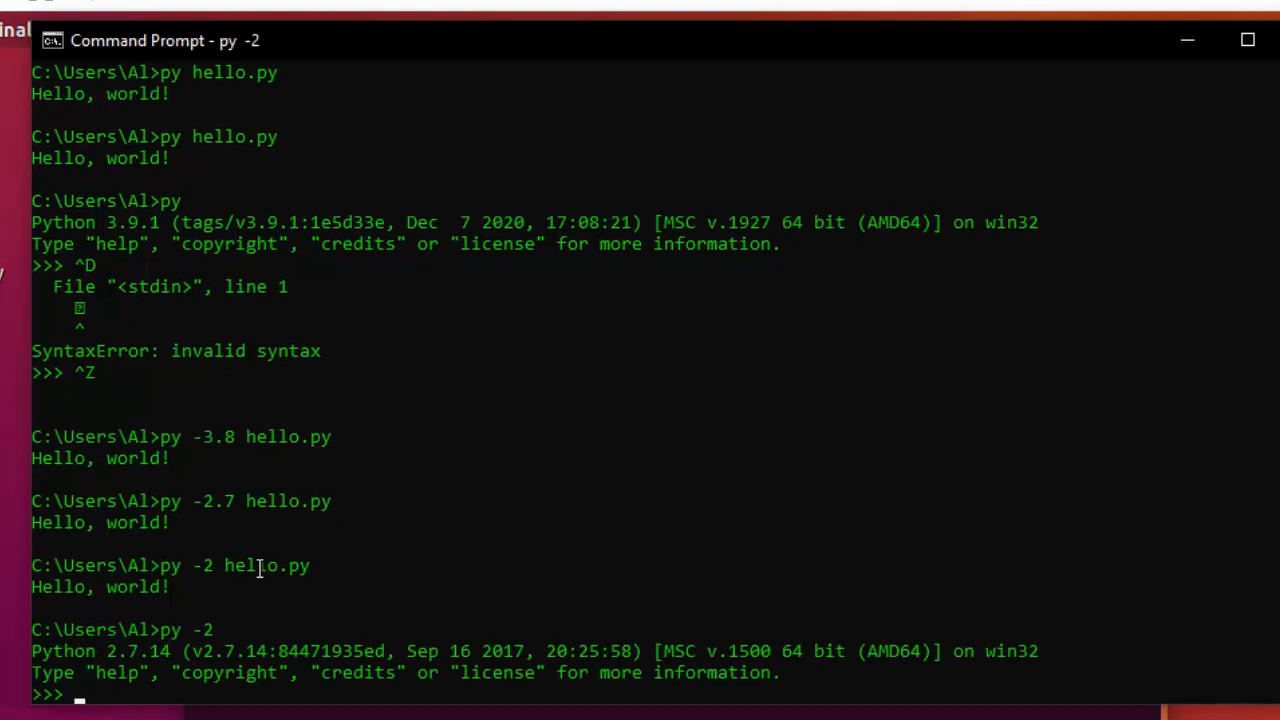 inal
Command Prompt - py -2
C:\Users\Al>py hello.py
Hello, world!
C:\Users\Al>py hello.py
Hello, world!
C:\Users\Al>py
Python 3.9.1 (tags/v3.9.1:1e5d33e, Dec  7 2020, 17:08:21) [MSC v.1927 64 bit (AMD64)] on win32
Type "help", "copyright", "credits" or "license" for more information.
>>> ^D
  File "<stdin>", line 1
    ^
SyntaxError: invalid syntax
>>> ^Z
C:\Users\Al>py -3.8 hello.py
Hello, world!
C:\Users\Al>py -2.7 hello.py
Hello, world!
C:\Users\Al>py -2 hello.py
Hello, world!
C:\Users\Al>py -2
Python 2.7.14 (v2.7.14:84471935ed, Sep 16 2017, 20:25:58) [MSC v.1500 64 bit (AMD64)] on win32
Type "help", "copyright", "credits" or "license" for more information.
>>>